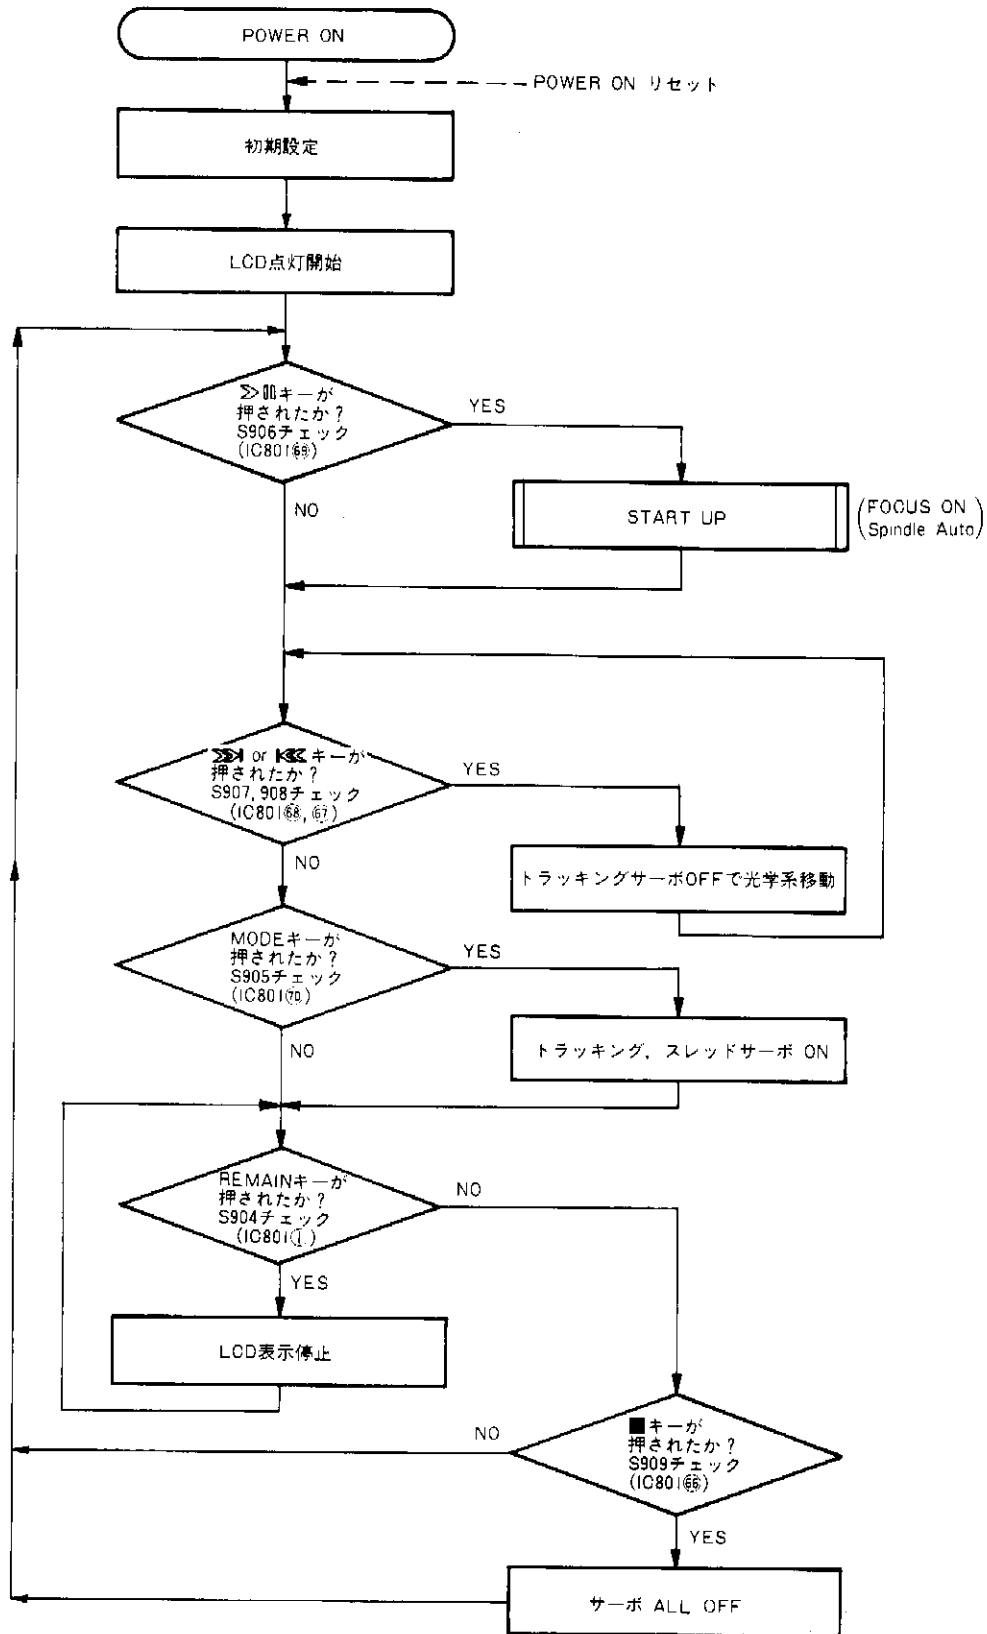 POWER ON
POWER ON リセット
初期設定
LCD点灯開始
キーが
押されたか？
S906チェック
(IC801㊿+19)
YES
NO
START UP
(FOCUS ON
Spindle Auto)
or キーが
押されたか？
S907, 908チェック
(IC801 68, 67)
YES
NO
トラッキングサーボOFFで光学系移動
MODEキーが
押されたか？
S905チェック
(IC801 70)
YES
NO
トラッキング，スレッドサーボ ON
REMAINキーが
押されたか？
S904チェック
(IC801①)
NO
YES
LCD表示停止
■キーが
押されたか？
S909チェック
(IC801 66)
NO
YES
サーボ ALL OFF